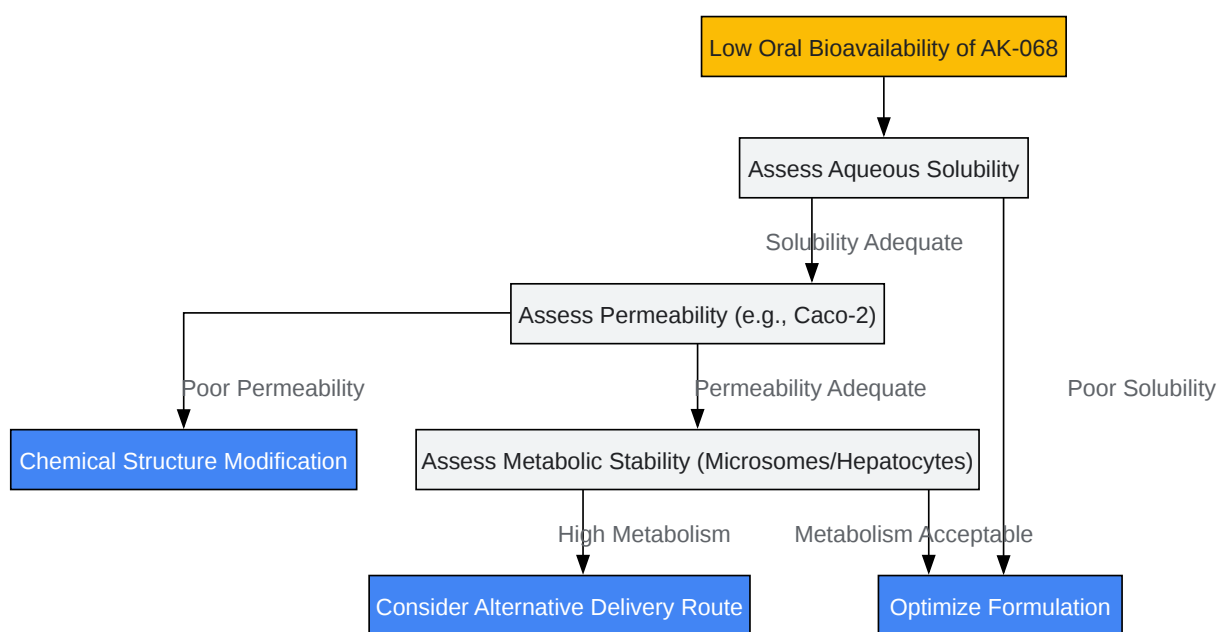 Low Oral Bioavailability of AK-068
Assess Aqueous Solubility
Solubility Adequate
Assess Permeability (e.g., Caco-2)
Poor Permeability
Permeability Adequate
Poor Solubility
Chemical Structure Modification
Assess Metabolic Stability (Microsomes/Hepatocytes)
High Metabolism
Metabolism Acceptable
Consider Alternative Delivery Route
Optimize Formulation